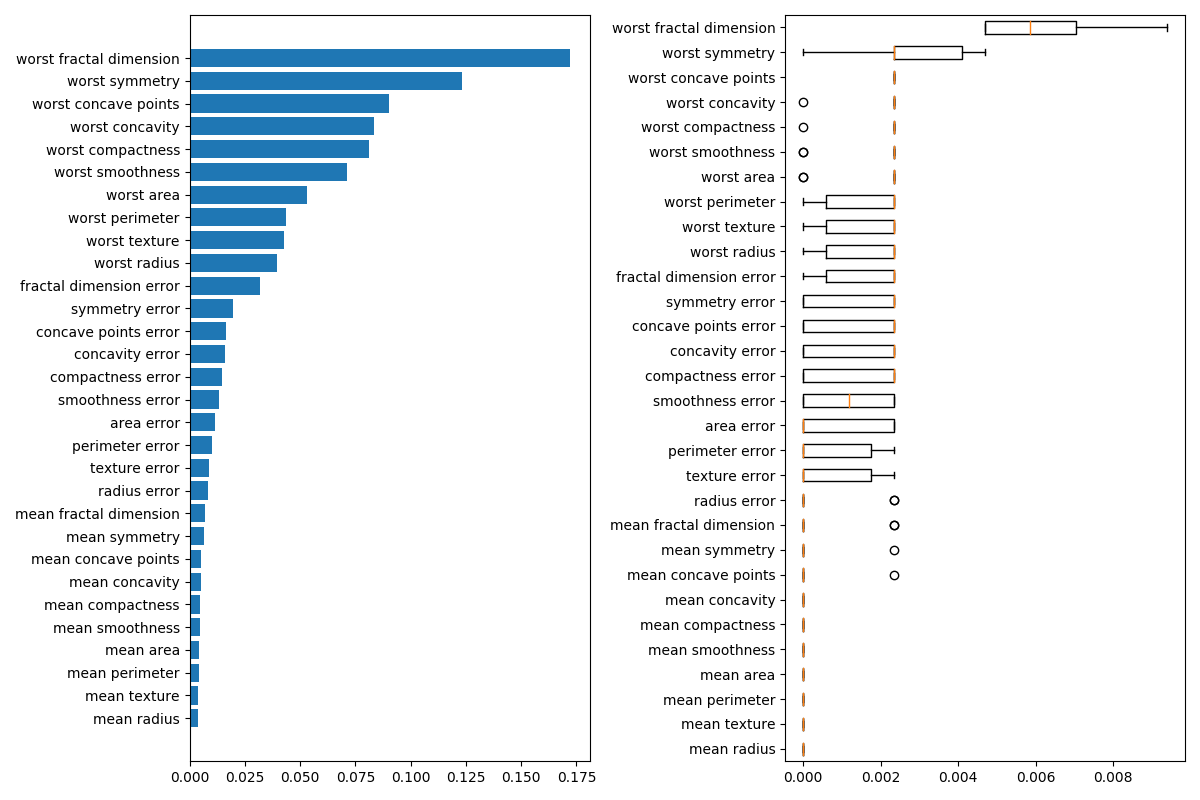 worst fractal dimension
worst symmetry
worst concave points
worst concavity
worst compactness
worst smoothness
worst area
worst perimeter
worst texture
worst radius
fractal dimension error
symmetry error
concave points error
concavity error
compactness error
smoothness error
area error
perimeter error
texture error
radius error
mean fractal dimension
mean symmetry
mean concave points
mean concavity
mean compactness
mean smoothness
mean area
mean perimeter
mean texture
mean radius
0.000 0.025 0.050 0.075 0.100 0.125 0.150 0.175
worst fractal dimension
worst symmetry
worst concave points
worst concavity
worst compactness
worst smoothness
worst area
worst perimeter
worst texture
worst radius
fractal dimension error
symmetry error
concave points error
concavity error
compactness error
smoothness error
area error
perimeter error
texture error
radius error
mean fractal dimension
mean symmetry
mean concave points
mean concavity
mean compactness
mean smoothness
mean area
mean perimeter
mean texture
mean radius
0.000 0.002 0.004 0.006 0.008